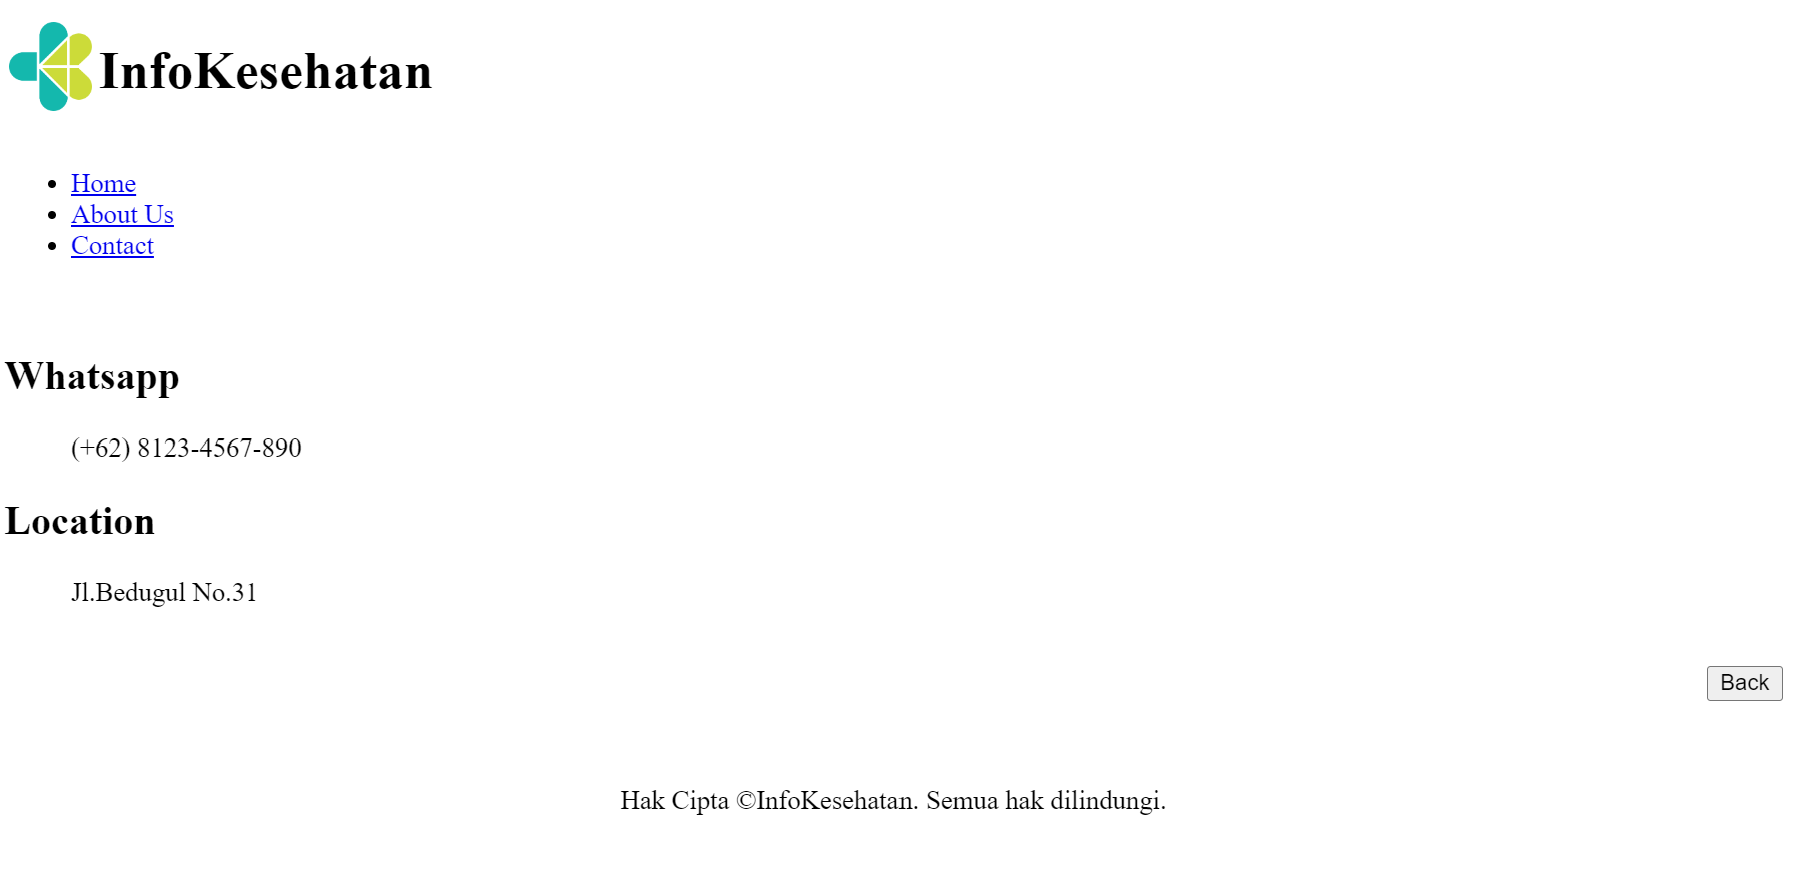 InfoKesehatan
Home
About Us
Contact
Whatsapp
(+62) 8123-4567-890
Location
Jl.Bedugul No.31
Back
Hak Cipta ©InfoKesehatan. Semua hak dilindungi.